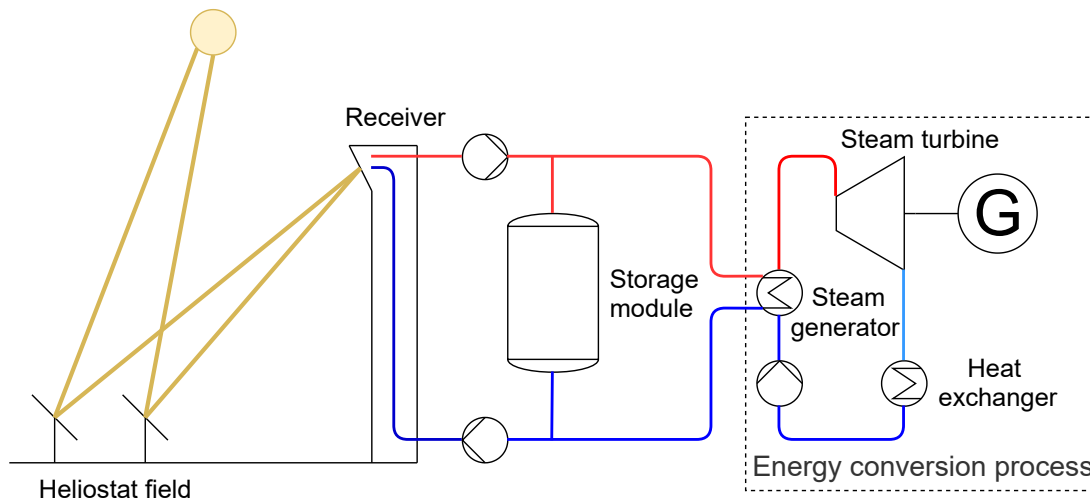 Receiver
Steam turbine
G
Storage
module
Steam
generator
Heat
exchanger
Energy conversion process
Heliostat field